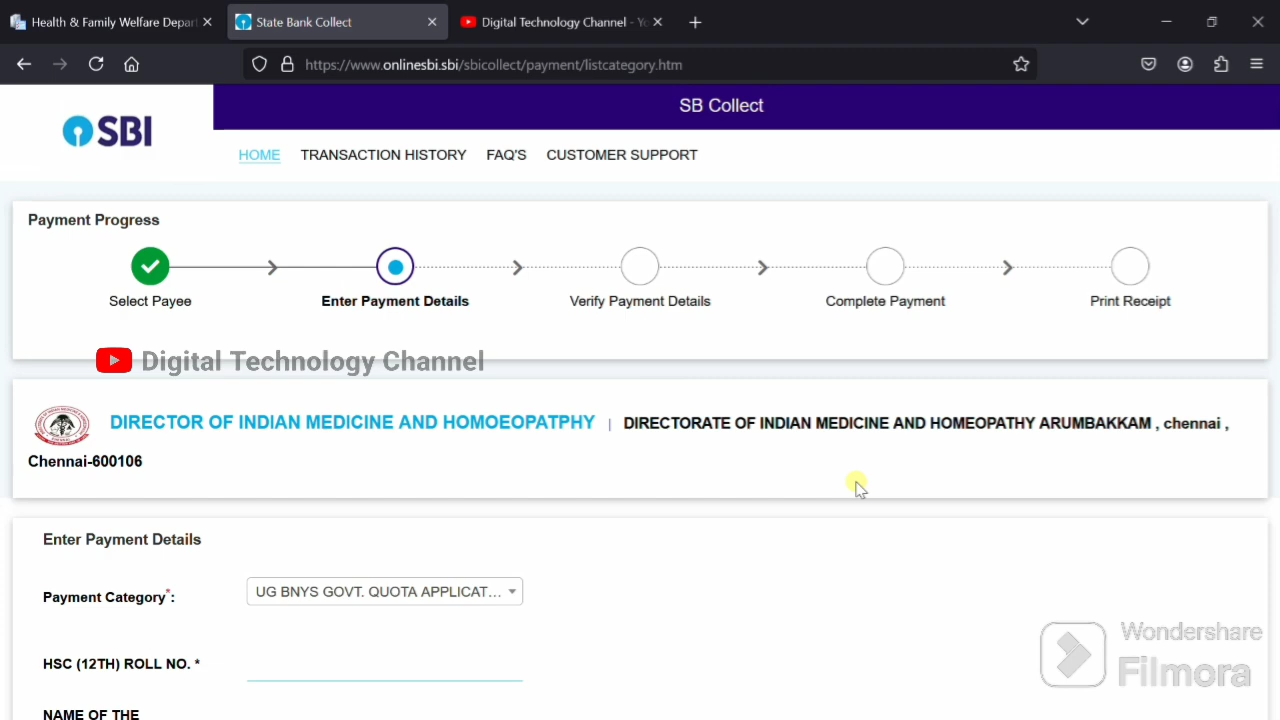 Health & Family Welfare Depar
State Bank Collect
Digital Technology Channel - Yo
https://www.onlinesbi.sbi/sbicollect/payment/listcategory.htm
SBI
SB Collect
HOME TRANSACTION HISTORY FAQ'S CUSTOMER SUPPORT
Payment Progress
Select Payee
Enter Payment Details
Verify Payment Details
Complete Payment
Print Receipt
Digital Technology Channel
DIRECTOR OF INDIAN MEDICINE AND HOMOEOPATPHY | DIRECTORATE OF INDIAN MEDICINE AND HOMEOPATHY ARUMBAKKAM , chennai ,
Chennai-600106
Enter Payment Details
Payment Category*: UG BNYS GOVT. QUOTA APPLICAT...
HSC (12TH) ROLL NO. *
NAME OF THE
Wondershare
Filmora